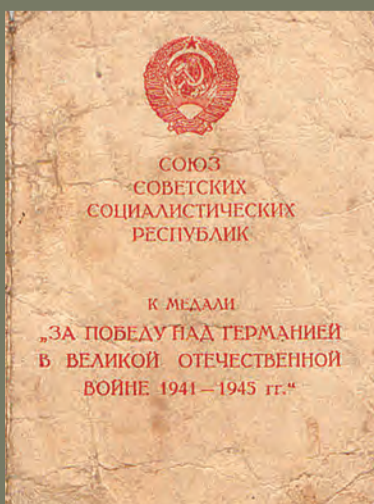 СОЮЗ
СОВЕТСКИХ
СОЦИАЛИСТИЧЕСКИХ
РЕСПУБЛИК
К МЕДАЛИ
„ЗА ПОБЕДУ НАД ГЕРМАНИЕЙ
В ВЕЛИКОЙ ОТЕЧЕСТВЕННОЙ
ВОЙНЕ 1941—1945 гг.“